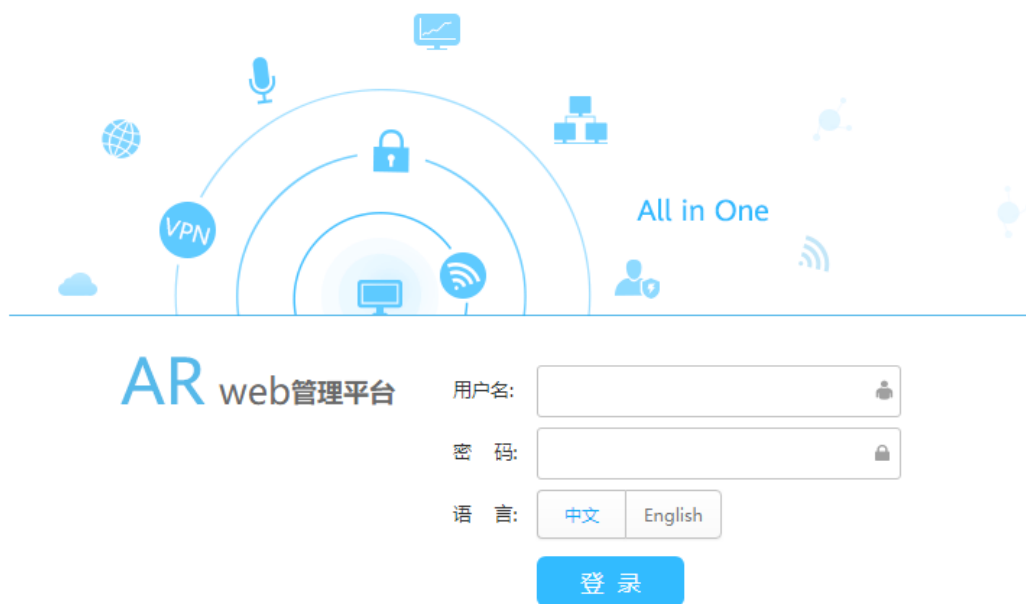 VPN
All in One
AR web管理平台
用户名:
密 码:
语 言: 中文 English
登 录